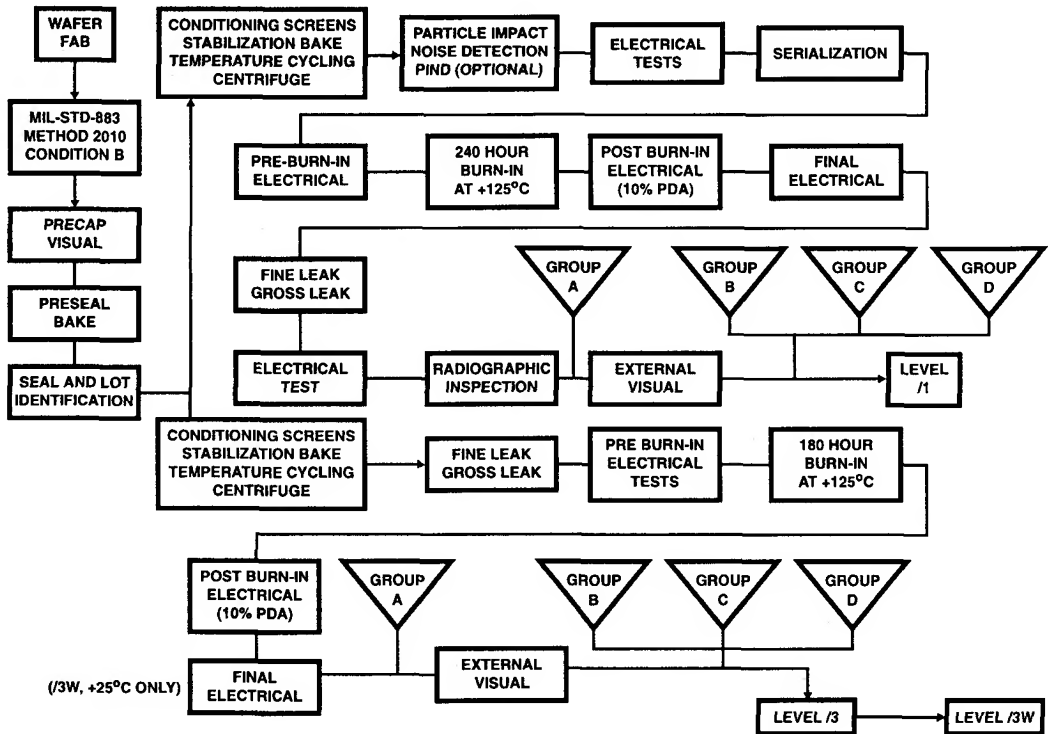 WAFER
FAB
MIL-STD-883
METHOD 2010
CONDITION B
PRECAP
VISUAL
PRESEAL
BAKE
SEAL AND LOT
IDENTIFICATION
CONDITIONING SCREENS
STABILIZATION BAKE
TEMPERATURE CYCLING
CENTRIFUGE
PARTICLE IMPACT
NOISE DETECTION
PIND (OPTIONAL)
ELECTRICAL
TESTS
SERIALIZATION
PRE-BURN-IN
ELECTRICAL
240 HOUR
BURN-IN
AT +125°C
POST BURN-IN
ELECTRICAL
(10% PDA)
FINAL
ELECTRICAL
FINE LEAK
GROSS LEAK
ELECTRICAL
TEST
RADIOGRAPHIC
INSPECTION
GROUP
A
EXTERNAL
VISUAL
GROUP
B
GROUP
C
GROUP
D
LEVEL
/1
CONDITIONING SCREENS
STABILIZATION BAKE
TEMPERATURE CYCLING
CENTRIFUGE
FINE LEAK
GROSS LEAK
PRE BURN-IN
ELECTRICAL
TESTS
180 HOUR
BURN-IN
AT +125°C
POST BURN-IN
ELECTRICAL
(10% PDA)
(/3W, +25°C ONLY)
FINAL
ELECTRICAL
GROUP
A
EXTERNAL
VISUAL
GROUP
B
GROUP
C
GROUP
D
LEVEL /3
LEVEL /3W